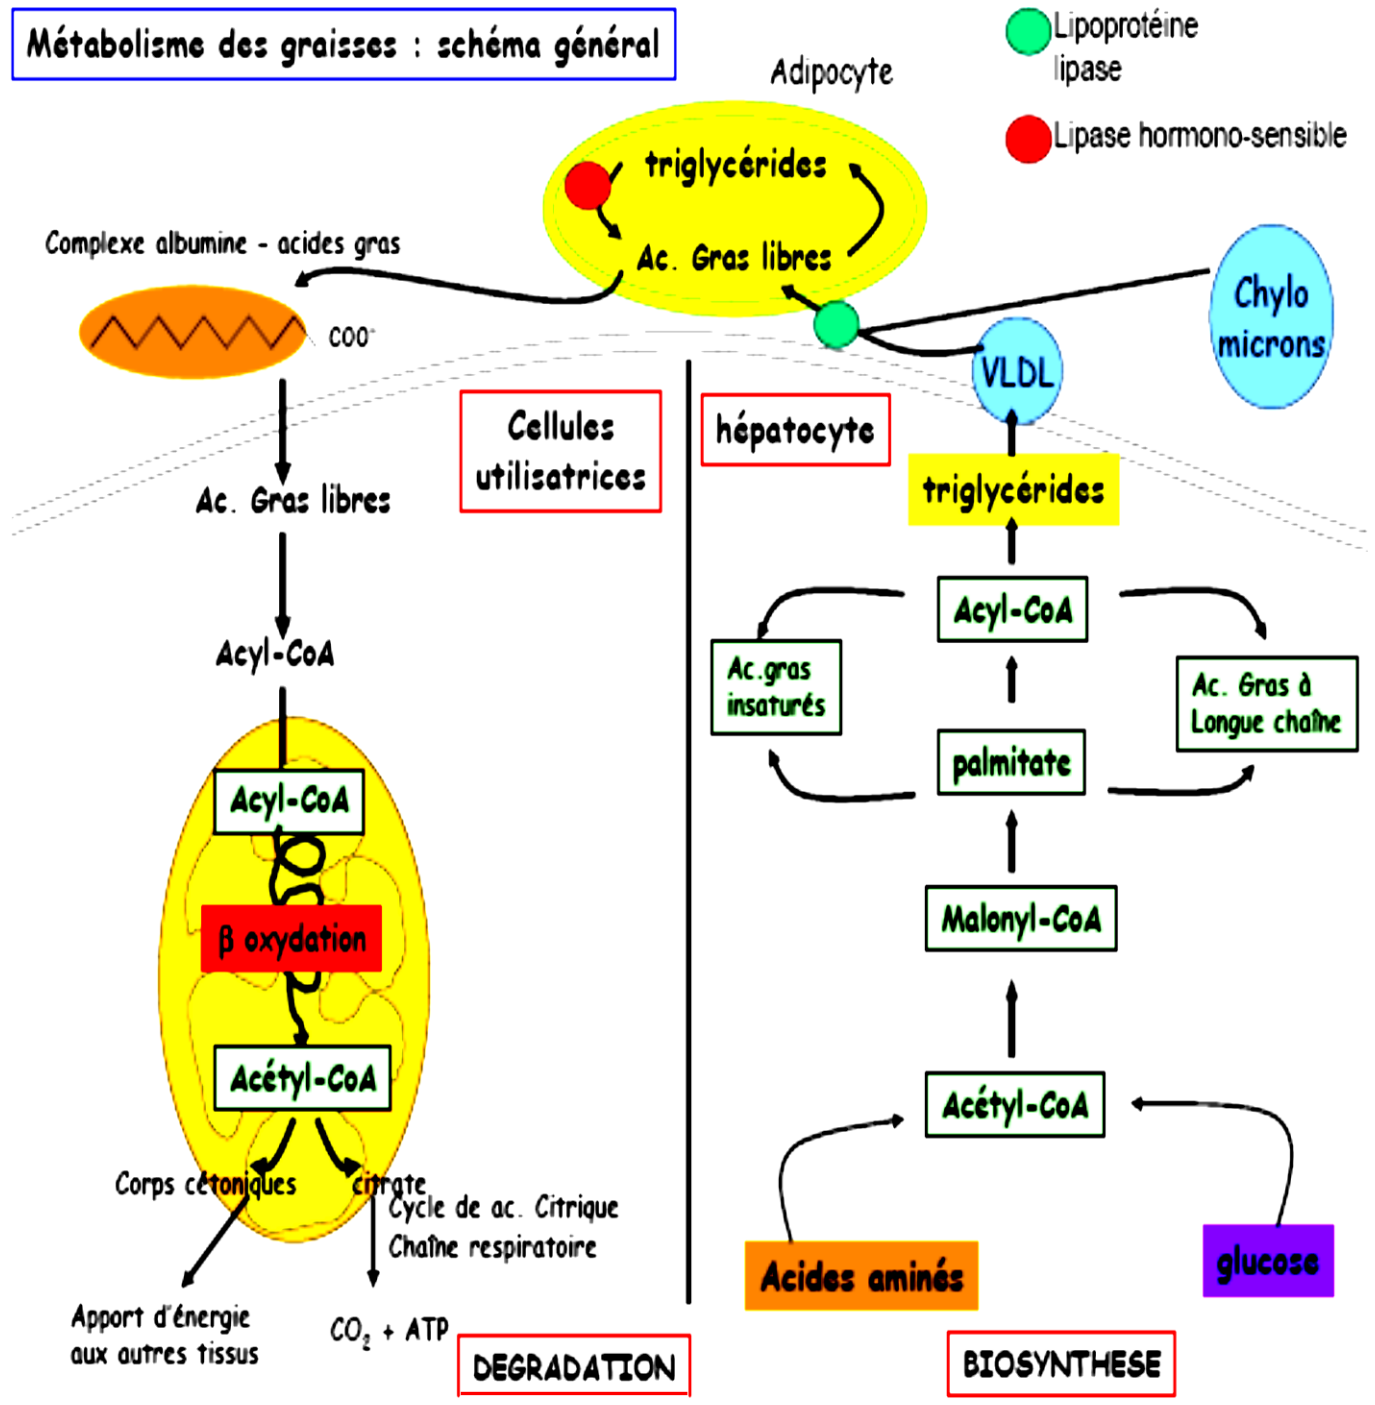 Métabolisme des graisses : schéma général
Lipoprotéine
lipase
Lipase hormono-sensible
Adipocyte
triglycérides
Ac. Gras libres
Complexe albumine - acides gras
COO⁻
Chylo
microns
VLDL
Cellules
utilisatrices
hépatocyte
Ac. Gras libres
triglycérides
Acyl-CoA
Acyl-CoA
Ac.gras
insaturés
Ac. Gras à
Longue chaîne
palmitate
Acyl-CoA
β oxydation
Malonyl-CoA
Acétyl-CoA
Acétyl-CoA
Corps cétoniques
citrate
Cycle de ac. Citrique
Chaîne respiratoire
Acides aminés
glucose
Apport d'énergie
aux autres tissus
CO₂ + ATP
DEGRADATION
BIOSYNTHESE